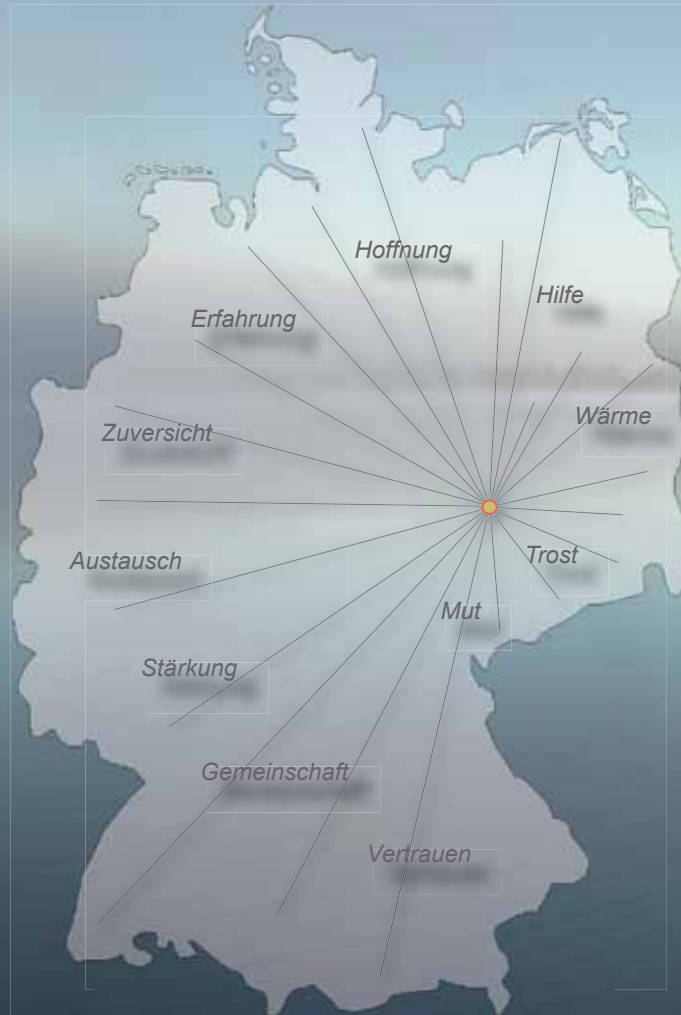 Hoffnung
Hilfe
Erfahrung
Wärme
Zuversicht
Trost
Austausch
Mut
Stärkung
Gemeinschaft
Vertrauen